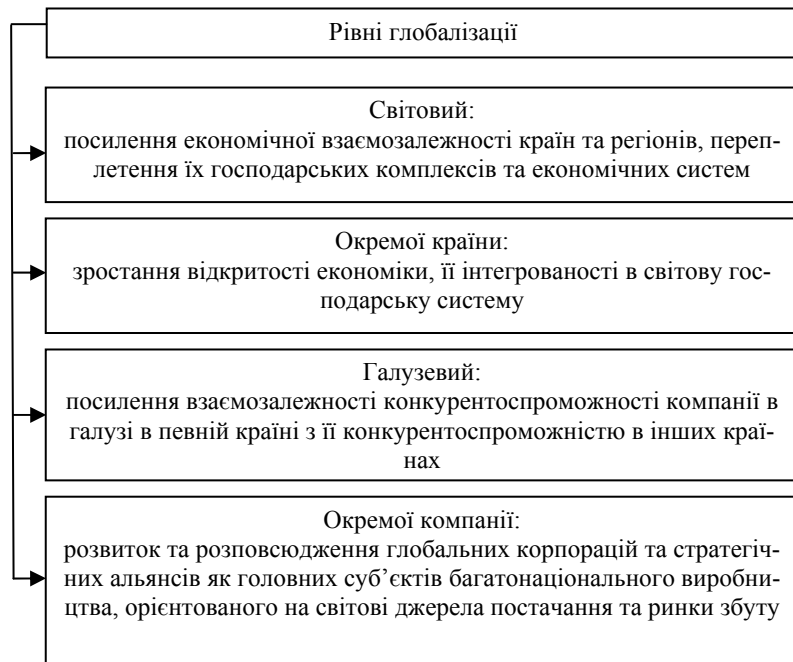 Рівні глобалізації
Світовий:
посилення економічної взаємозалежності країн та регіонів, переп-
летення їх господарських комплексів та економічних систем
Окремої країни:
зростання відкритості економіки, її інтегрованості в світову гос-
подарську систему
Галузевий:
посилення взаємозалежності конкурентоспроможності компанії в
галузі в певній країні з її конкурентоспроможністю в інших краї-
нах
Окремої компанії:
розвиток та розповсюдження глобальних корпорацій та стратегіч-
них альянсів як головних суб’єктів багатонаціонального виробни-
цтва, орієнтованого на світові джерела постачання та ринки збуту